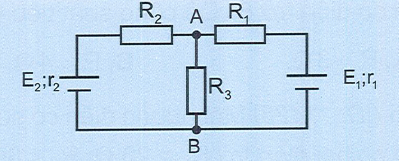 R₂ A R₁
E₂;r₂ R₃ E₁;r₁
B